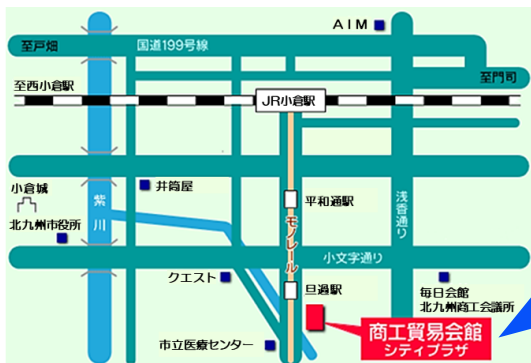 AIM
至戸畑
国道199号線
至門司
至西小倉駅
JR小倉駅
小倉城
井筒屋
平和通駅
浅香通り
紫川
北九州市役所
モノレール
小文字通り
クエスト
旦過駅
毎日会館
北九州商工会議所
商工貿易会館
シティプラザ
市立医療センター